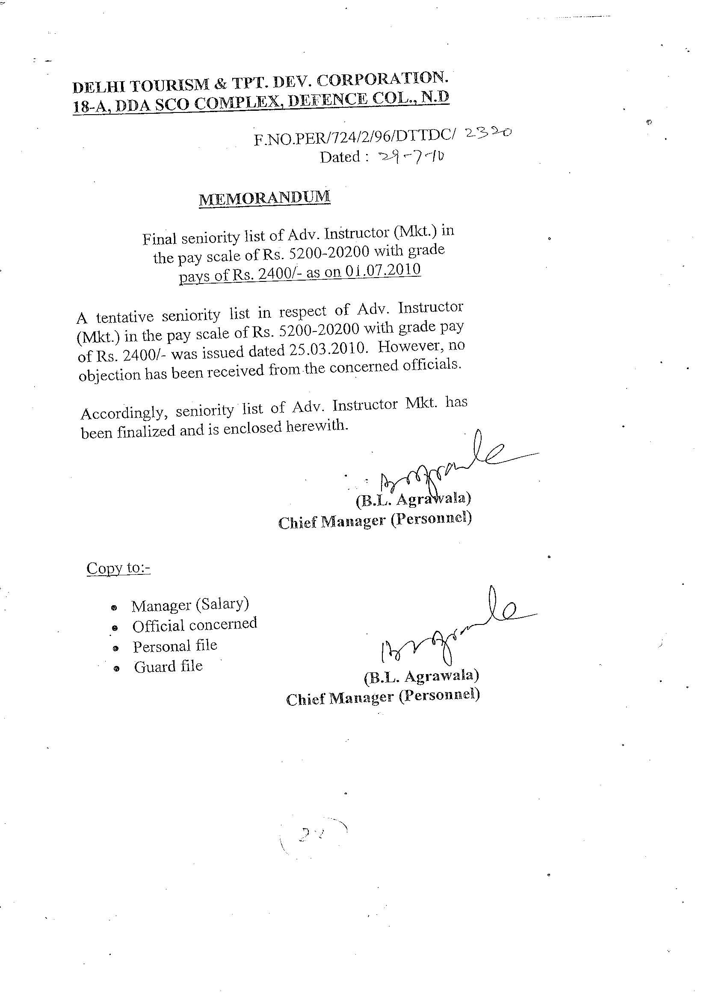 DELHI TOURISM & TPT. DEV. CORPORATION.
18-A, DDA SCO COMPLEX, DEFENCE COL., N.D
F.NO.PER/724/2/96/DTTDC/ 2320
Dated : 29-7-10
MEMORANDUM
Final seniority list of Adv. Instructor (Mkt.) in
the pay scale of Rs. 5200-20200 with grade
pays of Rs. 2400/- as on 01.07.2010
A tentative seniority list in respect of Adv. Instructor
(Mkt.) in the pay scale of Rs. 5200-20200 with grade pay
of Rs. 2400/- was issued dated 25.03.2010. However, no
objection has been received from the concerned officials.
Accordingly, seniority list of Adv. Instructor Mkt. has
been finalized and is enclosed herewith.
(B.L. Agrawala)
Chief Manager (Personnel)
Copy to:-
• Manager (Salary)
• Official concerned
• Personal file
• Guard file
(B.L. Agrawala)
Chief Manager (Personnel)